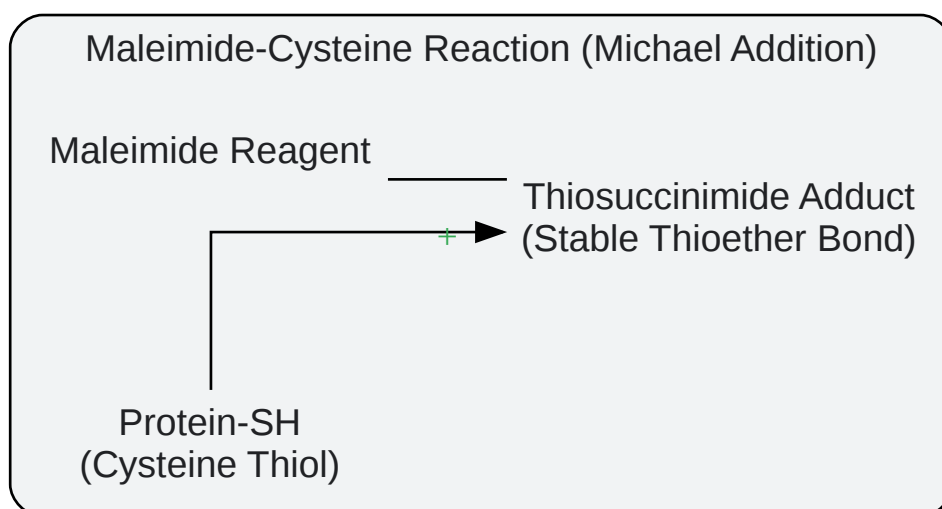 Maleimide-Cysteine Reaction (Michael Addition)
Maleimide Reagent
Thiosuccinimide Adduct
(Stable Thioether Bond)
+
Protein-SH
(Cysteine Thiol)